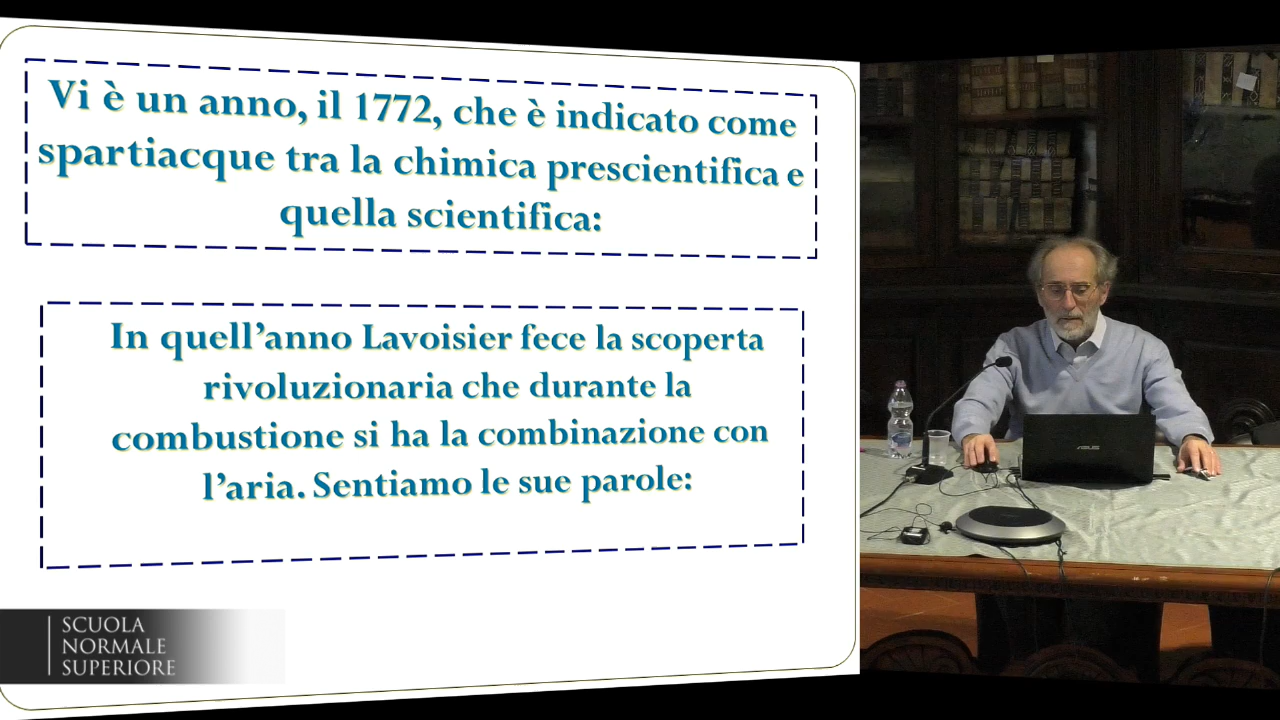 Vi è un anno, il 1772, che è indicato come
spartiacque tra la chimica prescientifica e
quella scientifica:
In quell'anno Lavoisier fece la scoperta
rivoluzionaria che durante la
combustione si ha la combinazione con
l'aria. Sentiamo le sue parole:
SCUOLA
NORMALE
SUPERIORE
ASUS